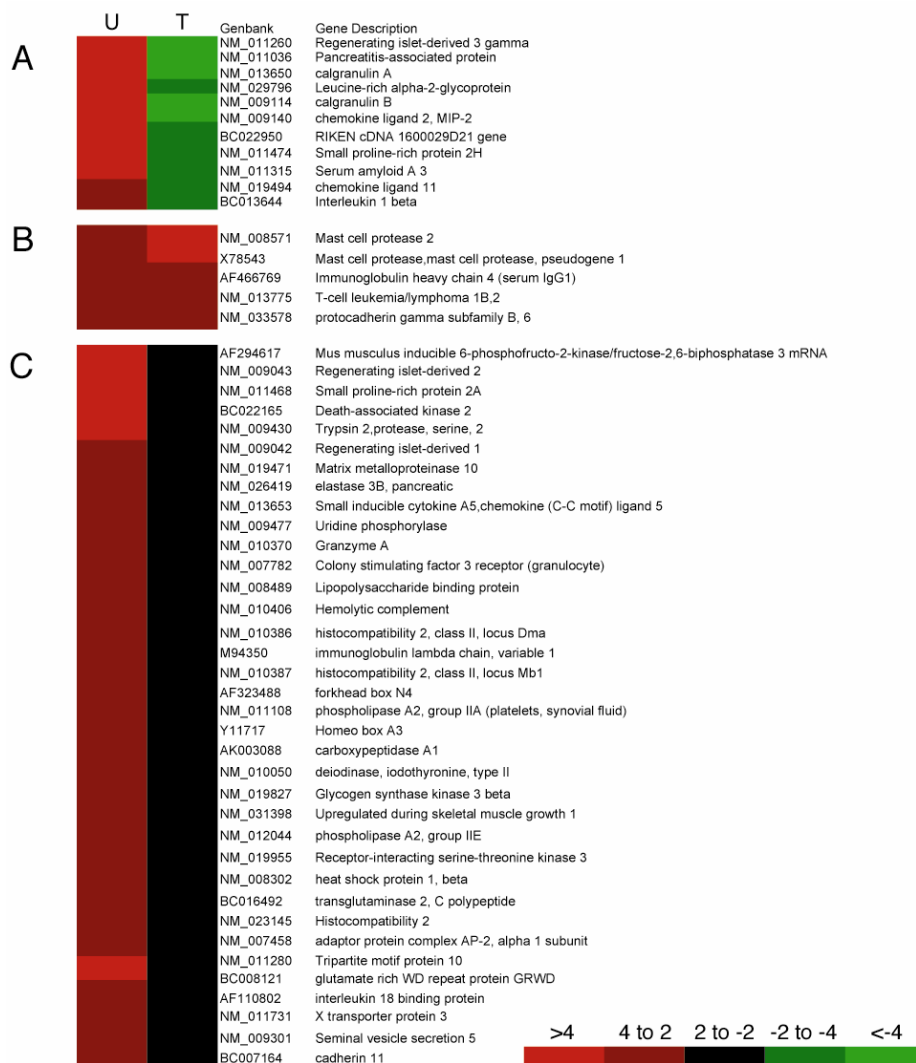 U T Genbank Gene Description
A
NM_011260 Regenerating islet-derived 3 gamma
NM_011036 Pancreatitis-associated protein
NM_013650 calgranulin A
NM_029796 Leucine-rich alpha-2-glycoprotein
NM_009114 calgranulin B
NM_009140 chemokine ligand 2, MIP-2
BC022950 RIKEN cDNA 1600029D21 gene
NM_011474 Small proline-rich protein 2H
NM_011315 Serum amyloid A 3
NM_019494 chemokine ligand 11
BC013644 Interleukin 1 beta
B
NM_008571 Mast cell protease 2
X78543 Mast cell protease,mast cell protease, pseudogene 1
AF466769 Immunoglobulin heavy chain 4 (serum IgG1)
NM_013775 T-cell leukemia/lymphoma 1B,2
NM_033578 protocadherin gamma subfamily B, 6
C
AF294617 Mus musculus inducible 6-phosphofructo-2-kinase/fructose-2,6-biphosphatase 3 mRNA
NM_009043 Regenerating islet-derived 2
NM_011468 Small proline-rich protein 2A
BC022165 Death-associated kinase 2
NM_009430 Trypsin 2,protease, serine, 2
NM_009042 Regenerating islet-derived 1
NM_019471 Matrix metalloproteinase 10
NM_026419 elastase 3B, pancreatic
NM_013653 Small inducible cytokine A5,chemokine (C-C motif) ligand 5
NM_009477 Uridine phosphorylase
NM_010370 Granzyme A
NM_007782 Colony stimulating factor 3 receptor (granulocyte)
NM_008489 Lipopolysaccharide binding protein
NM_010406 Hemolytic complement
NM_010386 histocompatibility 2, class II, locus Dma
M94350 immunoglobulin lambda chain, variable 1
NM_010387 histocompatibility 2, class II, locus Mb1
AF323488 forkhead box N4
NM_011108 phospholipase A2, group IIA (platelets, synovial fluid)
Y11717 Homeo box A3
AK003088 carboxypeptidase A1
NM_010050 deiodinase, iodothyronine, type II
NM_019827 Glycogen synthase kinase 3 beta
NM_031398 Upregulated during skeletal muscle growth 1
NM_012044 phospholipase A2, group IIE
NM_019955 Receptor-interacting serine-threonine kinase 3
NM_008302 heat shock protein 1, beta
BC016492 transglutaminase 2, C polypeptide
NM_023145 Histocompatibility 2
NM_007458 adaptor protein complex AP-2, alpha 1 subunit
NM_011280 Tripartite motif protein 10
BC008121 glutamate rich WD repeat protein GRWD
AF110802 interleukin 18 binding protein
NM_011731 X transporter protein 3
NM_009301 Seminal vesicle secretion 5
BC007164 cadherin 11
>4 4 to 2 2 to -2 -2 to -4 <-4